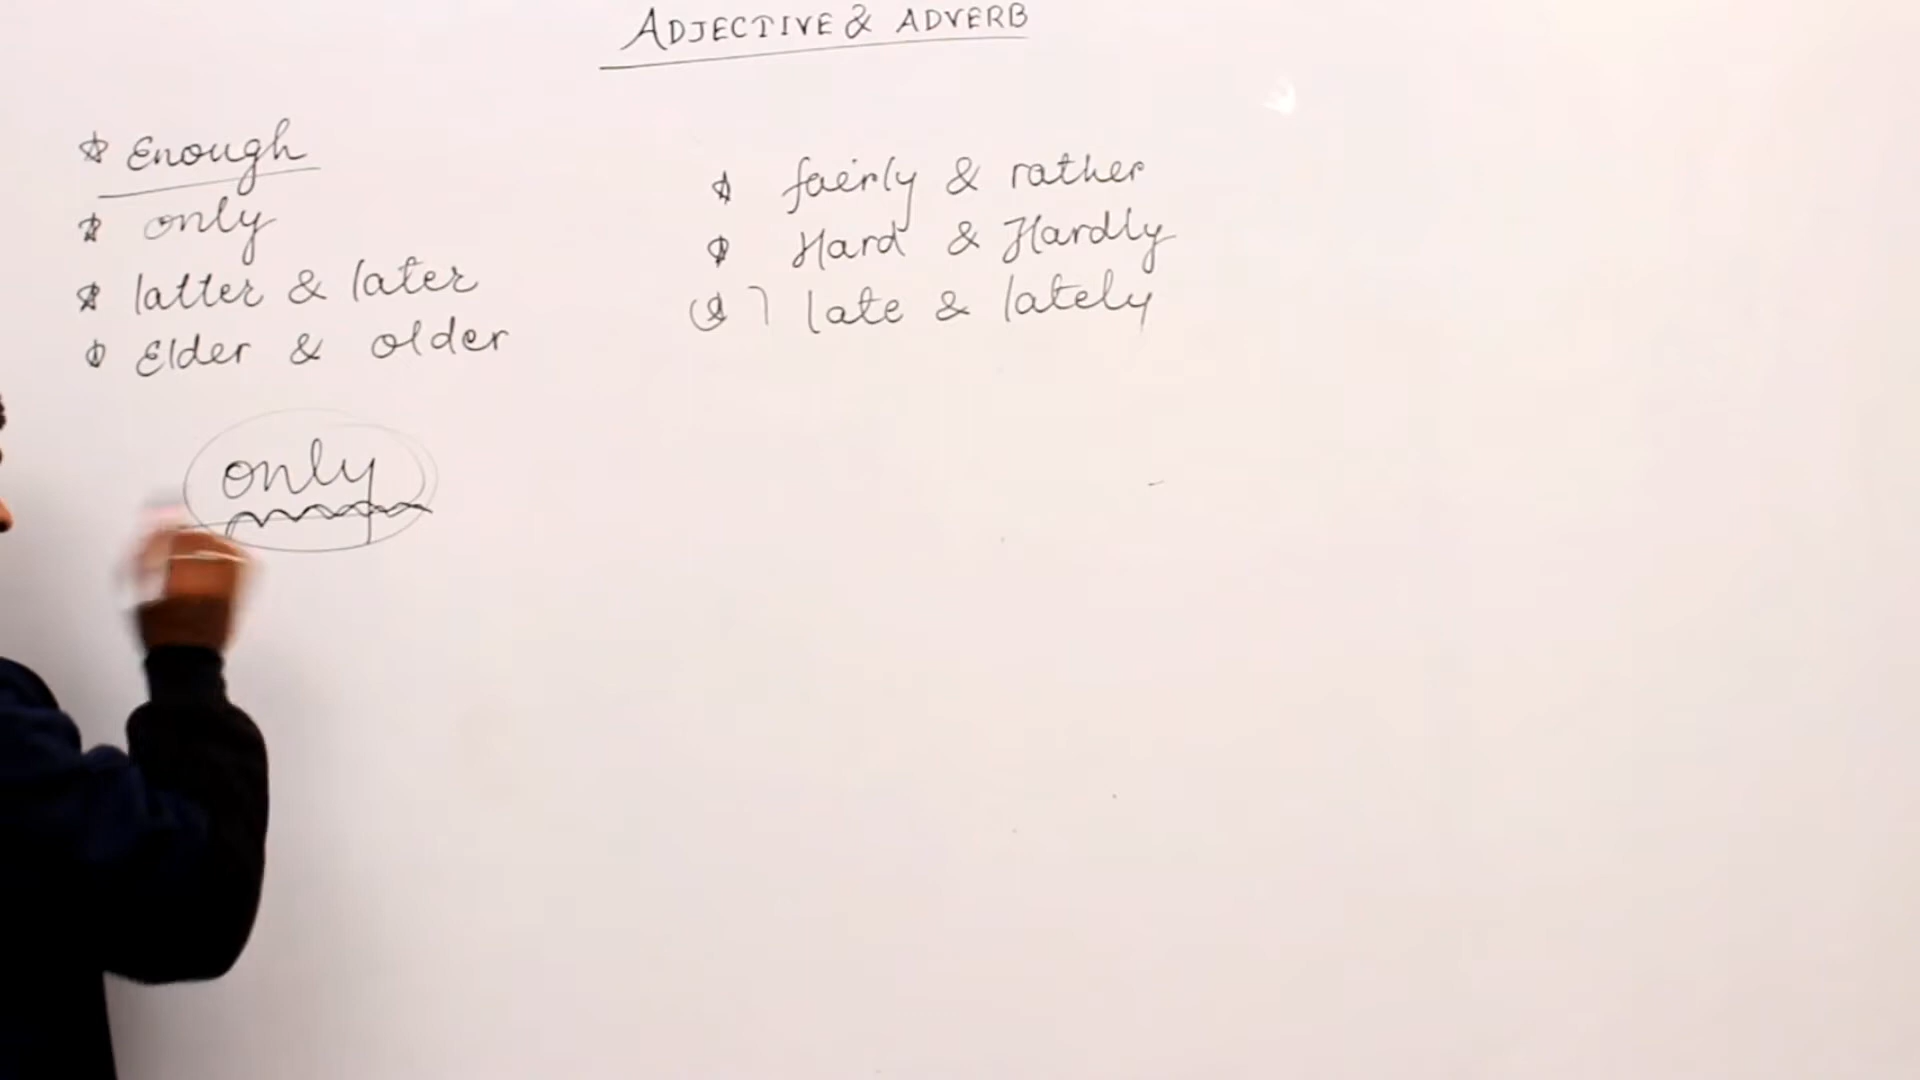 ADJECTIVE & ADVERB
* Enough
* only
* latter & later
* Elder & older
only
* fairly & rather
* Hard & Hardly
(*) late & lately